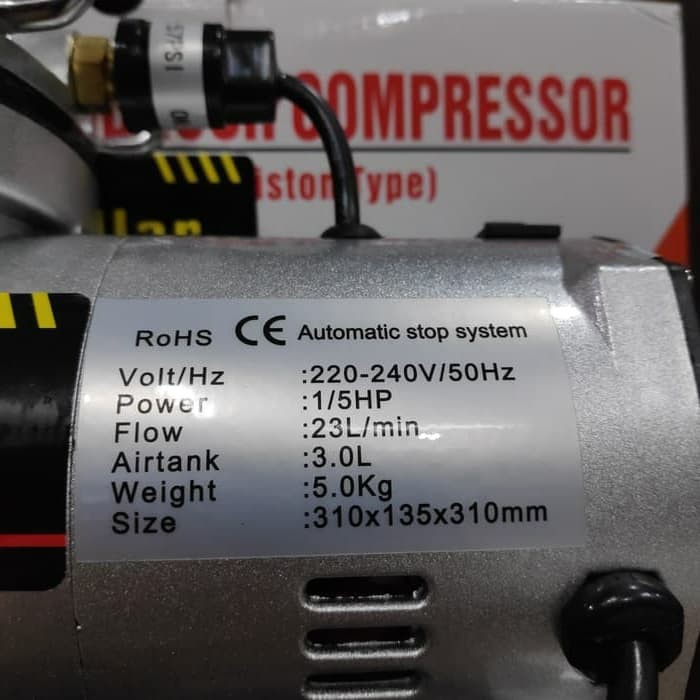 57PSI
COMPRESSOR
Type)
RoHS CE Automatic stop system
Volt/Hz :220-240V/50Hz
Power :1/5HP
Flow :23L/min
Airtank :3.0L
Weight :5.0Kg
Size :310x135x310mm